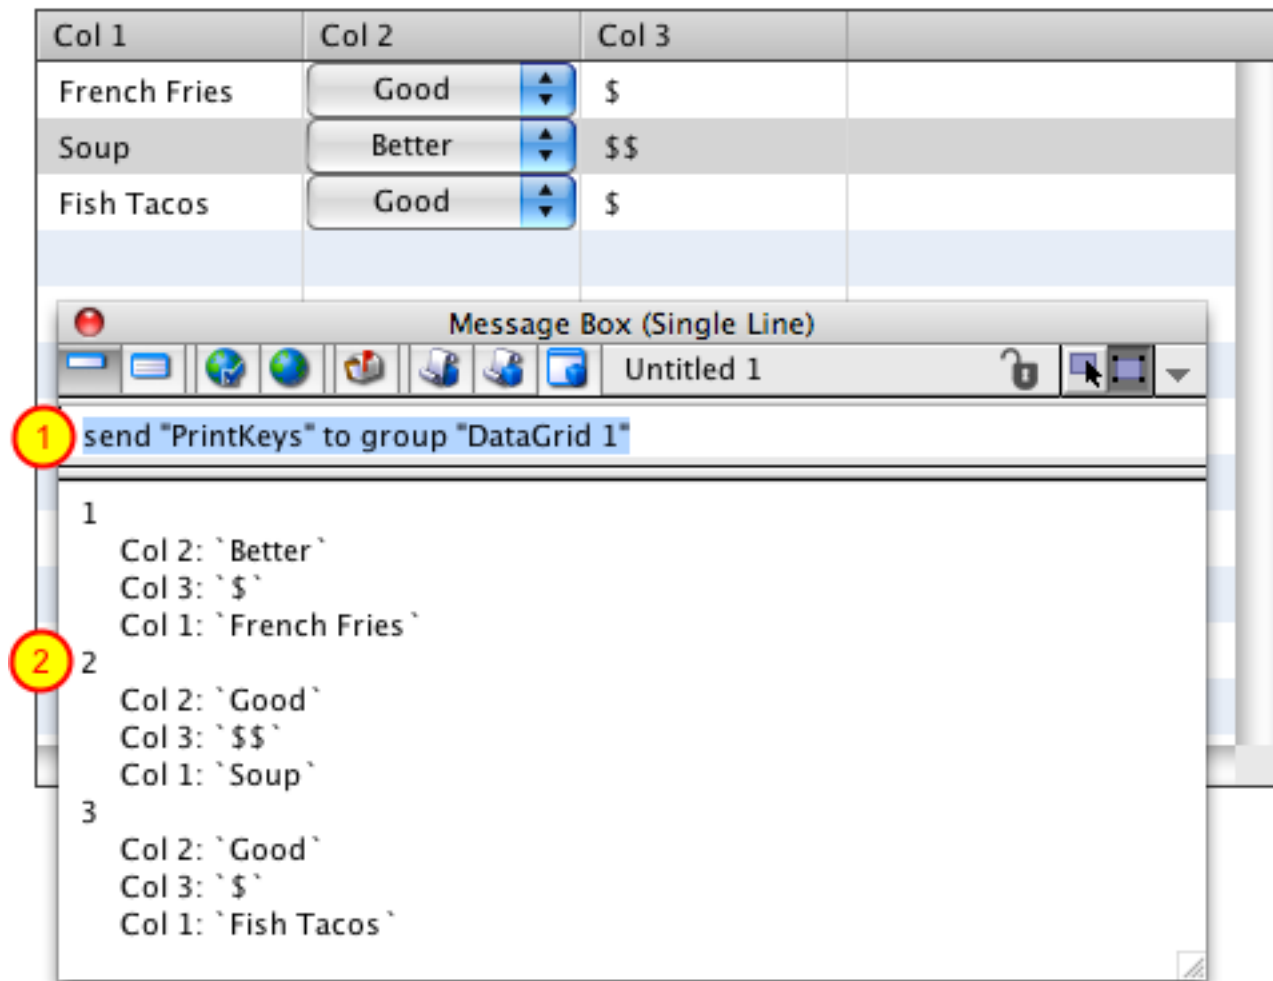 Col 1 Col 2 Col 3
French Fries Good $
Soup Better $$
Fish Tacos Good $
Message Box (Single Line)
Untitled 1
1 send "PrintKeys" to group "DataGrid 1"
1
Col 2: `Better`
Col 3: `$`
Col 1: `French Fries`
2 2
Col 2: `Good`
Col 3: `$$`
Col 1: `Soup`
3
Col 2: `Good`
Col 3: `$`
Col 1: `Fish Tacos`